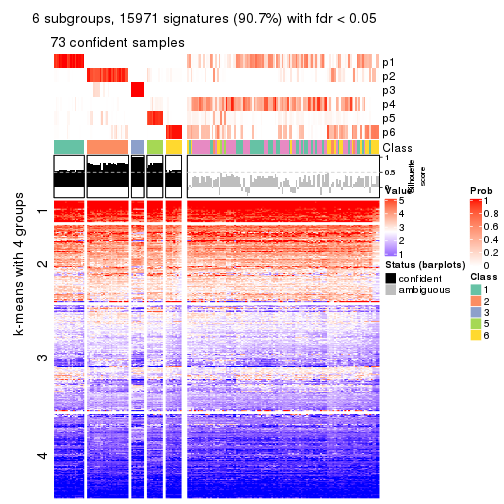 6 subgroups, 15971 signatures (90.7%) with fdr < 0.05
73 confident samples
p1
p2
p3
p4
p5
p6
Class
1
0.5
0
Silhouette
score
k-means with 4 groups
1
2
3
4
Value
5
4
3
2
1
Status (barplots)
confident
ambiguous
Prob
1
0.8
0.6
0.4
0.2
0
Class
1
2
3
5
6